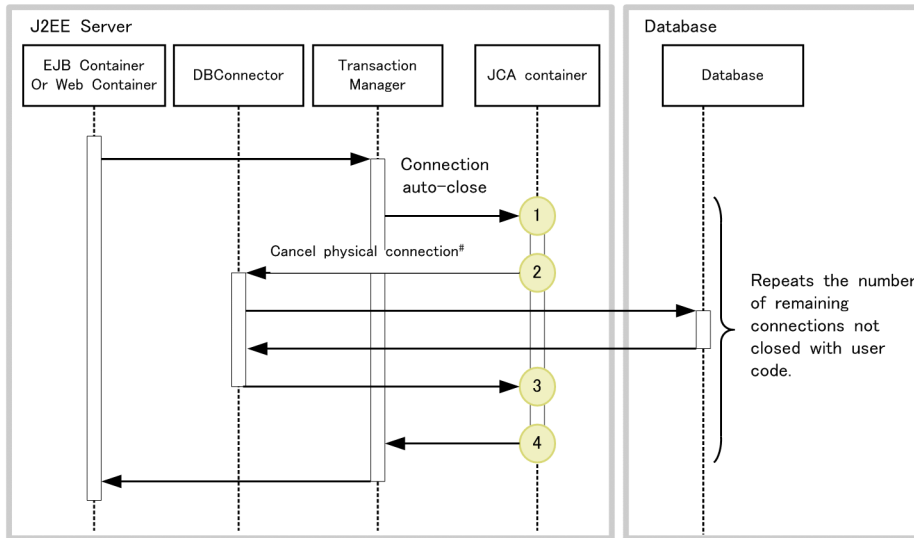 J2EE Server
Database
EJB Container
Or Web Container
DBConnector
Transaction
Manager
JCA container
Database
Connection
auto-close
1
Cancel physical connection#
2
Repeats the number
of remaining
connections not
closed with user
code.
3
4